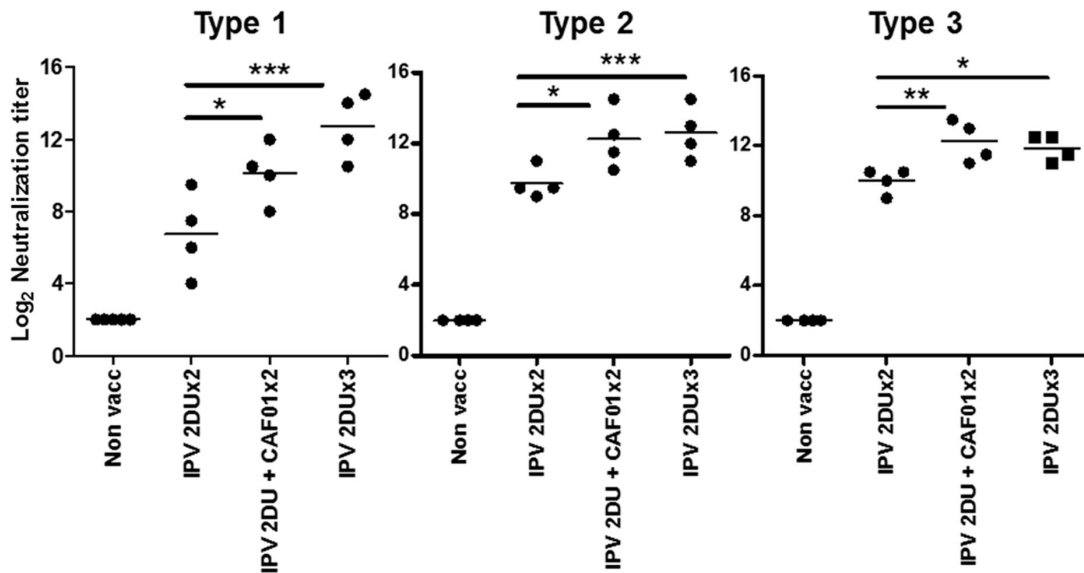 Type 1
Type 2
Type 3
Log₂ Neutralization titer
16
12
8
4
0
***
*
Non vacc
IPV 2DUx2
IPV 2DU + CAF01x2
IPV 2DUx3
16
12
8
4
0
***
*
Non vacc
IPV 2DUx2
IPV 2DU + CAF01x2
IPV 2DUx3
16
12
8
4
0
*
**
Non vacc
IPV 2DUx2
IPV 2DU + CAF01x2
IPV 2DUx3